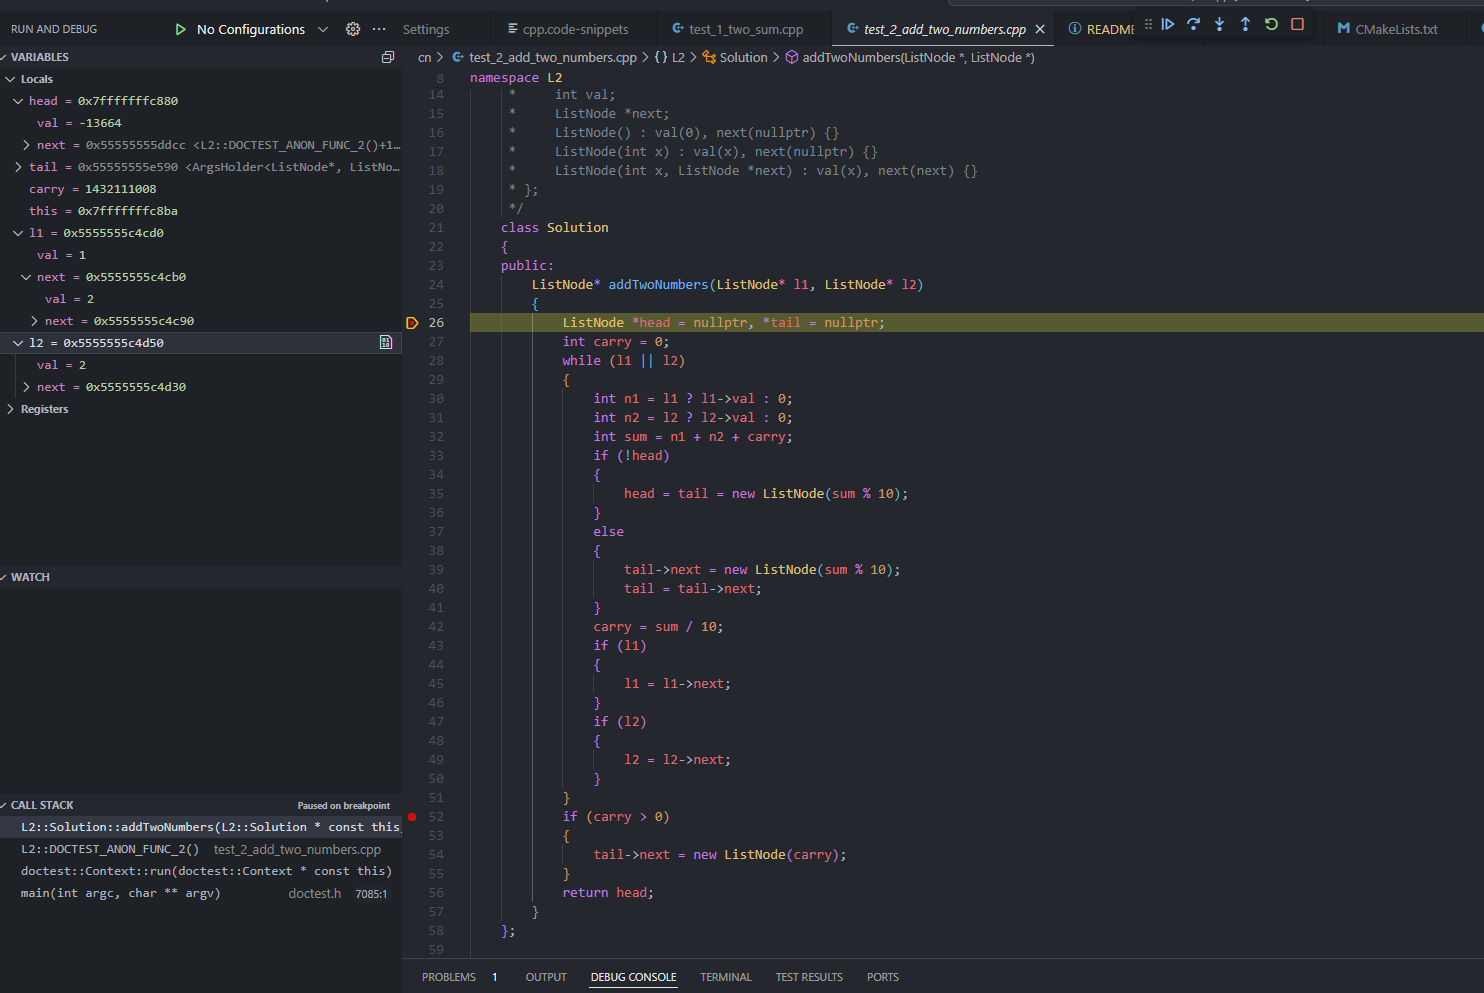 RUN AND DEBUG
No Configurations
Settings
cpp.code-snippets
test_1_two_sum.cpp
test_2_add_two_numbers.cpp
README
CMakeLists.txt
cn > test_2_add_two_numbers.cpp > {} L2 > Solution > addTwoNumbers(ListNode *, ListNode *)
VARIABLES
Locals
head = 0x7fffffffc880
val = -13664
next = 0x55555555ddcc <L2::DOCTEST_ANON_FUNC_2()+1...
tail = 0x55555555e590 <ArgsHolder<ListNode*, ListNo...
carry = 1432111008
this = 0x7fffffffc8ba
l1 = 0x5555555c4cd0
val = 1
next = 0x5555555c4cb0
val = 2
next = 0x5555555c4c90
l2 = 0x5555555c4d50
val = 2
next = 0x5555555c4d30
Registers
WATCH
CALL STACK
Paused on breakpoint
L2::Solution::addTwoNumbers(L2::Solution * const this,
L2::DOCTEST_ANON_FUNC_2() test_2_add_two_numbers.cpp
doctest::Context::run(doctest::Context * const this)
main(int argc, char ** argv) doctest.h 7085:1
8 namespace L2
14 * int val;
15 * ListNode *next;
16 * ListNode() : val(0), next(nullptr) {}
17 * ListNode(int x) : val(x), next(nullptr) {}
18 * ListNode(int x, ListNode *next) : val(x), next(next) {}
19 * };
20 */
21 class Solution
22 {
23 public:
24 ListNode* addTwoNumbers(ListNode* l1, ListNode* l2)
25 {
26 ListNode *head = nullptr, *tail = nullptr;
27 int carry = 0;
28 while (l1 || l2)
29 {
30 int n1 = l1 ? l1->val : 0;
31 int n2 = l2 ? l2->val : 0;
32 int sum = n1 + n2 + carry;
33 if (!head)
34 {
35 head = tail = new ListNode(sum % 10);
36 }
37 else
38 {
39 tail->next = new ListNode(sum % 10);
40 tail = tail->next;
41 }
42 carry = sum / 10;
43 if (l1)
44 {
45 l1 = l1->next;
46 }
47 if (l2)
48 {
49 l2 = l2->next;
50 }
51 }
52 if (carry > 0)
53 {
54 tail->next = new ListNode(carry);
55 }
56 return head;
57 }
58 };
59
PROBLEMS 1 OUTPUT DEBUG CONSOLE TERMINAL TEST RESULTS PORTS